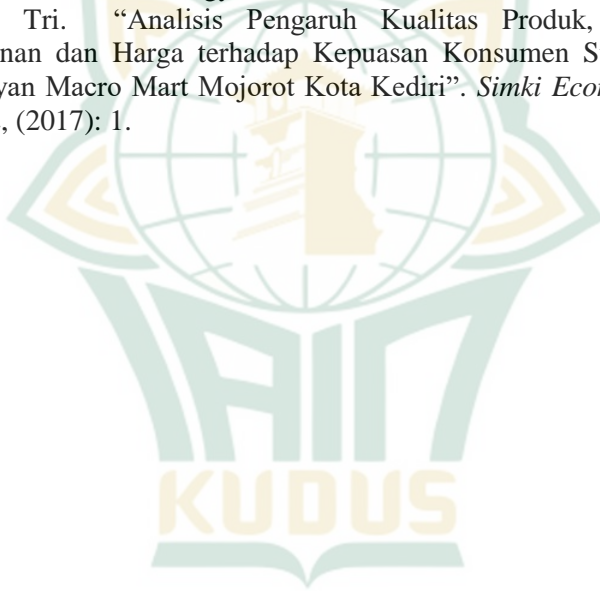 Tri. “Analisis Pengaruh Kualitas Produk,
nan dan Harga terhadap Kepuasan Konsumen S
yan Macro Mart Mojorot Kota Kediri”. Simki Econ
, (2017): 1.
IAIN
KUDUS